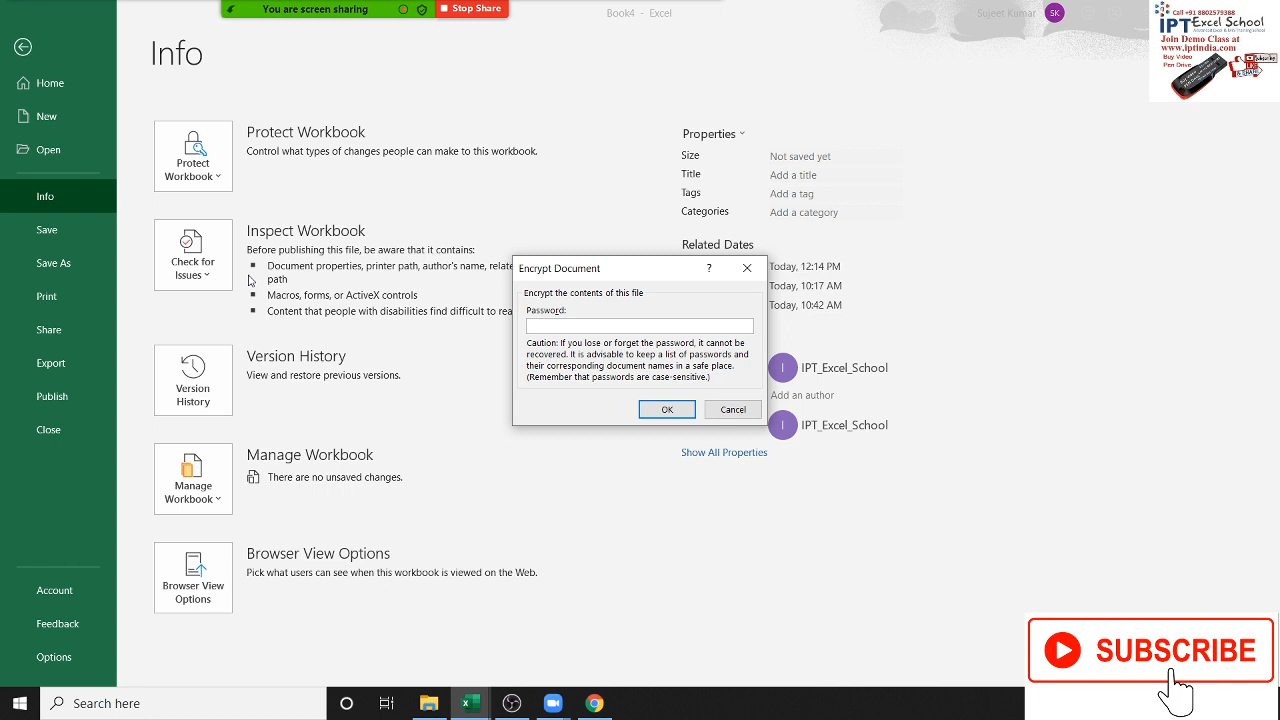 You are screen sharing
Stop Share
Book4 - Excel
Sujeet Kumar
SK
Call +91 8802579388
IPT Excel School
Advanced Excel & EHS Training School
Join Demo Class at
www.iptindia.com
Buy Video
Pen Drive
Info
Home
New
Open
Info
Save
Save As
Print
Share
Export
Publish
Close
Account
Feedback
Options
Protect
Workbook
Protect Workbook
Control what types of changes people can make to this workbook.
Check for
Issues
Inspect Workbook
Before publishing this file, be aware that it contains:
Document properties, printer path, author's name, relate
path
Macros, forms, or ActiveX controls
Content that people with disabilities find difficult to rea
Version
History
Version History
View and restore previous versions.
Manage
Workbook
Manage Workbook
There are no unsaved changes.
Browser View
Options
Browser View Options
Pick what users can see when this workbook is viewed on the Web.
Properties
Size Not saved yet
Title Add a title
Tags Add a tag
Categories Add a category
Related Dates
Today, 12:14 PM
Today, 10:17 AM
Today, 10:42 AM
I IPT_Excel_School
Add an author
I IPT_Excel_School
Show All Properties
Encrypt Document
?
Encrypt the contents of this file
Password:
Caution: If you lose or forget the password, it cannot be
recovered. It is advisable to keep a list of passwords and
their corresponding document names in a safe place.
(Remember that passwords are case-sensitive.)
OK
Cancel
SUBSCRIBE
Search here